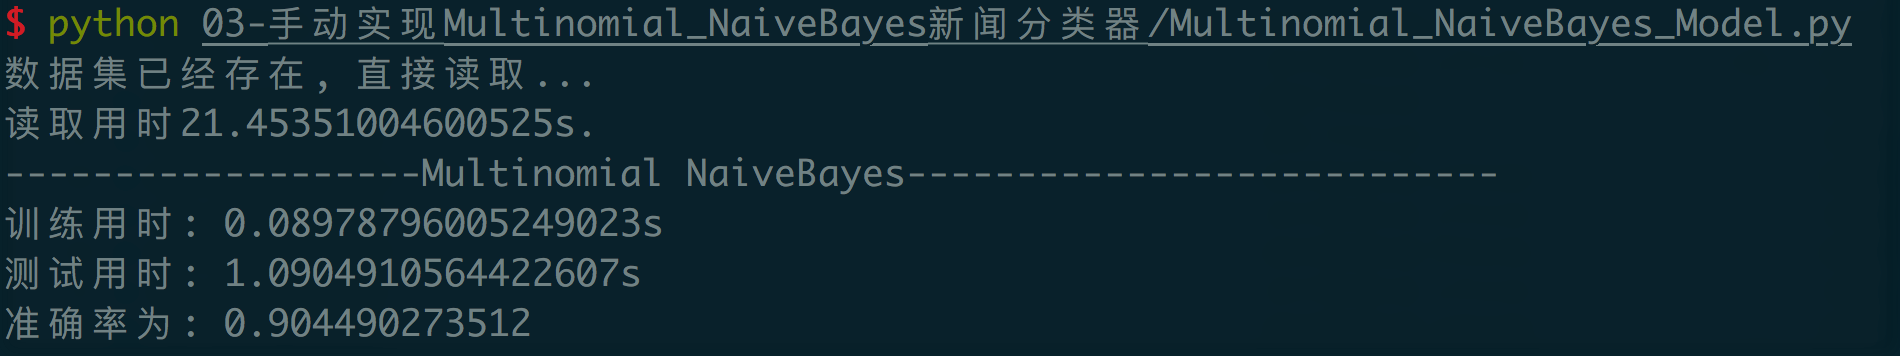 $ python 03-手动实现Multinomial_NaiveBayes新闻分类器/Multinomial_NaiveBayes_Model.py
数据集已经存在，直接读取...
读取用时21.45351004600525s.
-------------------Multinomial NaiveBayes---------------------------
训练用时: 0.08978796005249023s
测试用时: 1.0904910564422607s
准确率为: 0.904490273512